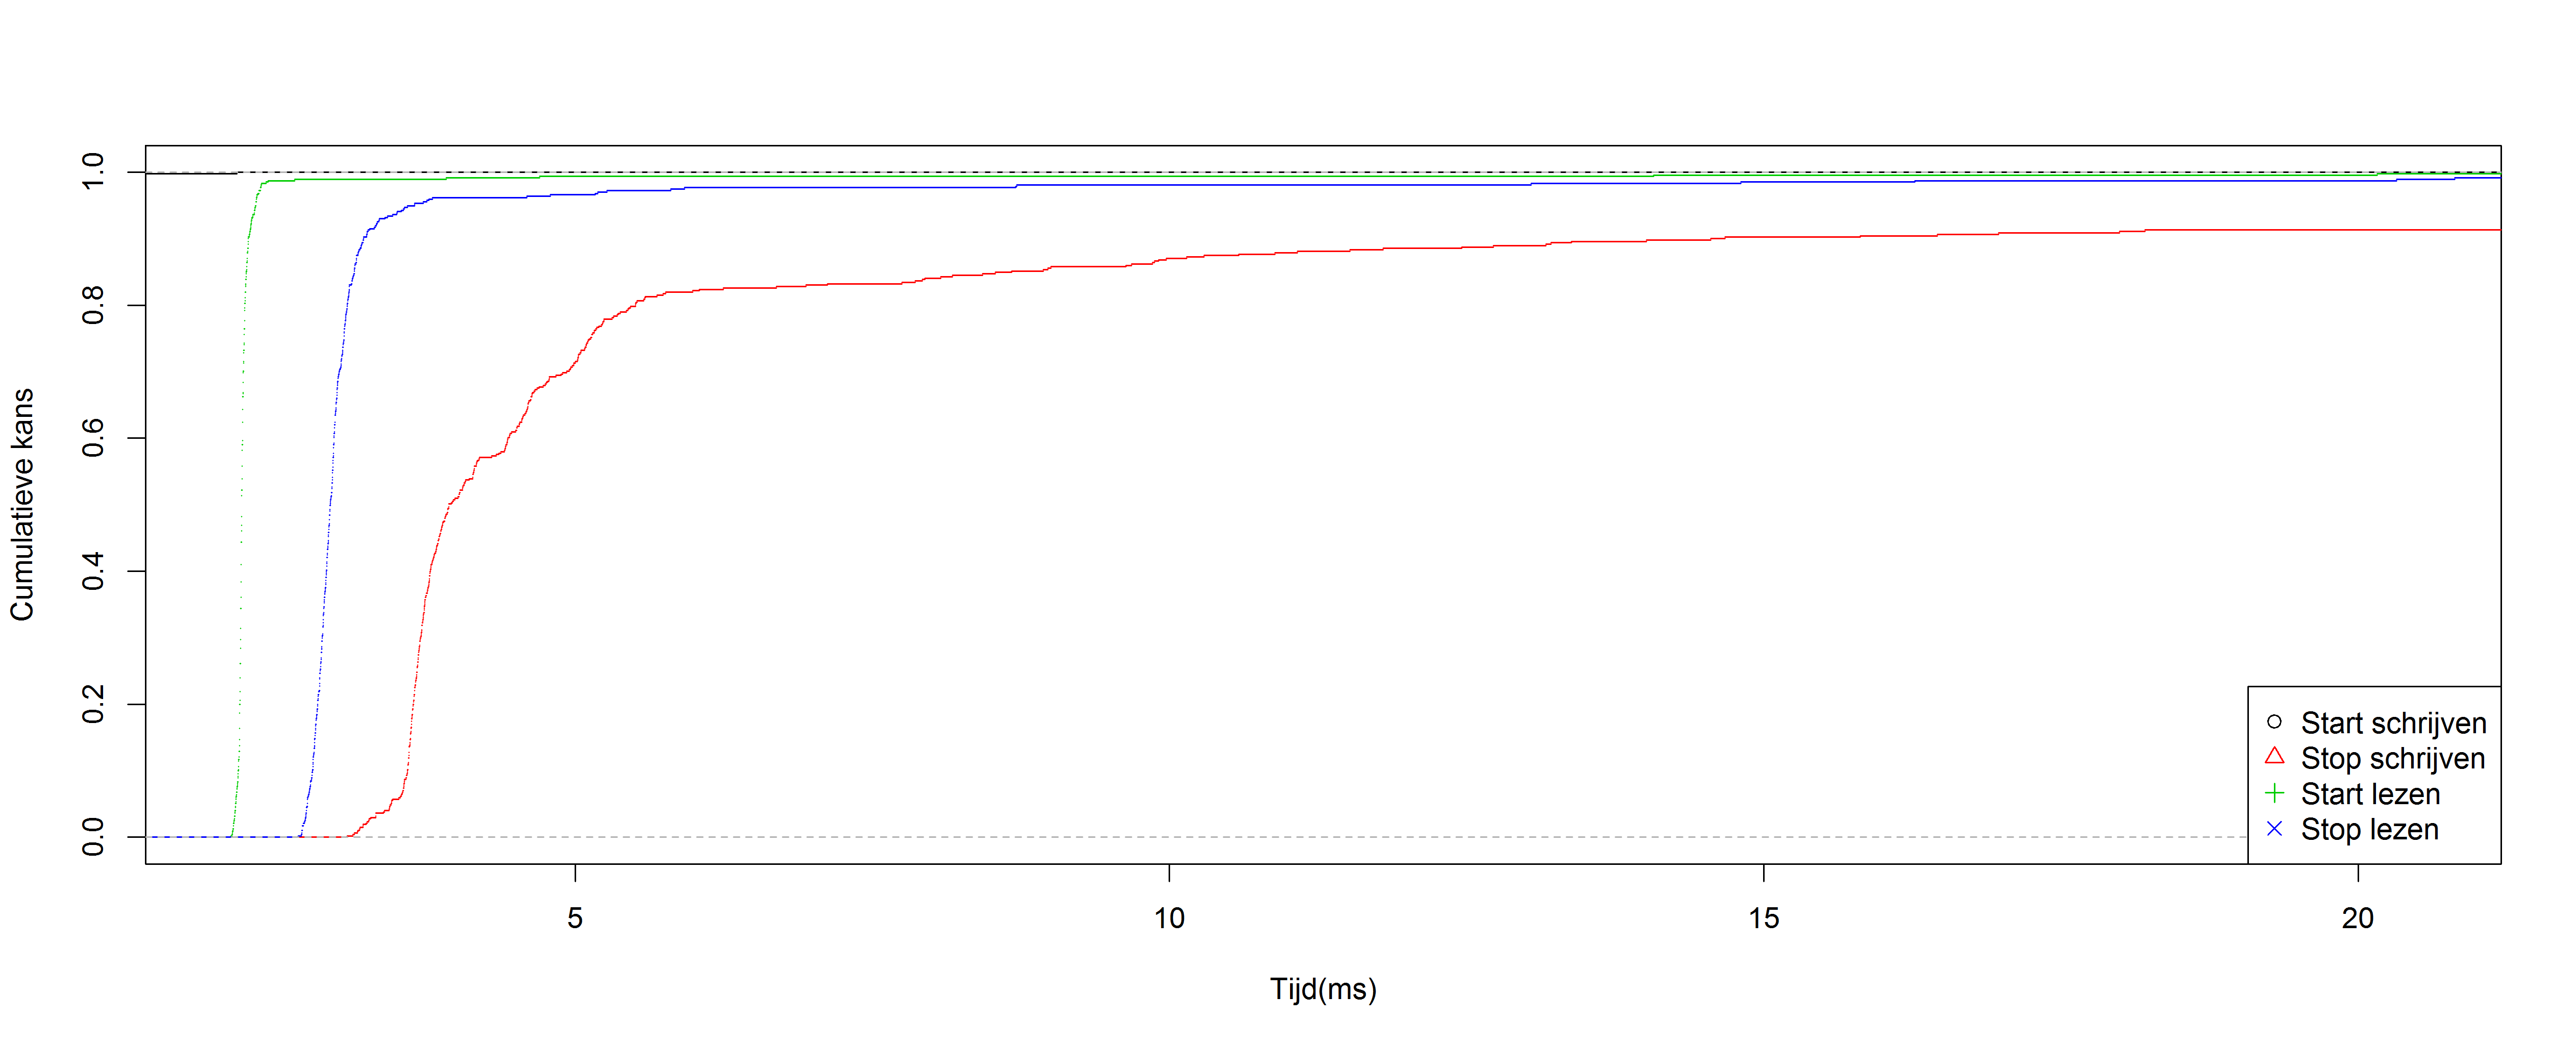 Cumulatieve kans
1.0
0.8
0.6
0.4
0.2
0.0
Start schrijven
Stop schrijven
Start lezen
Stop lezen
5 10 15 20
Tijd(ms)